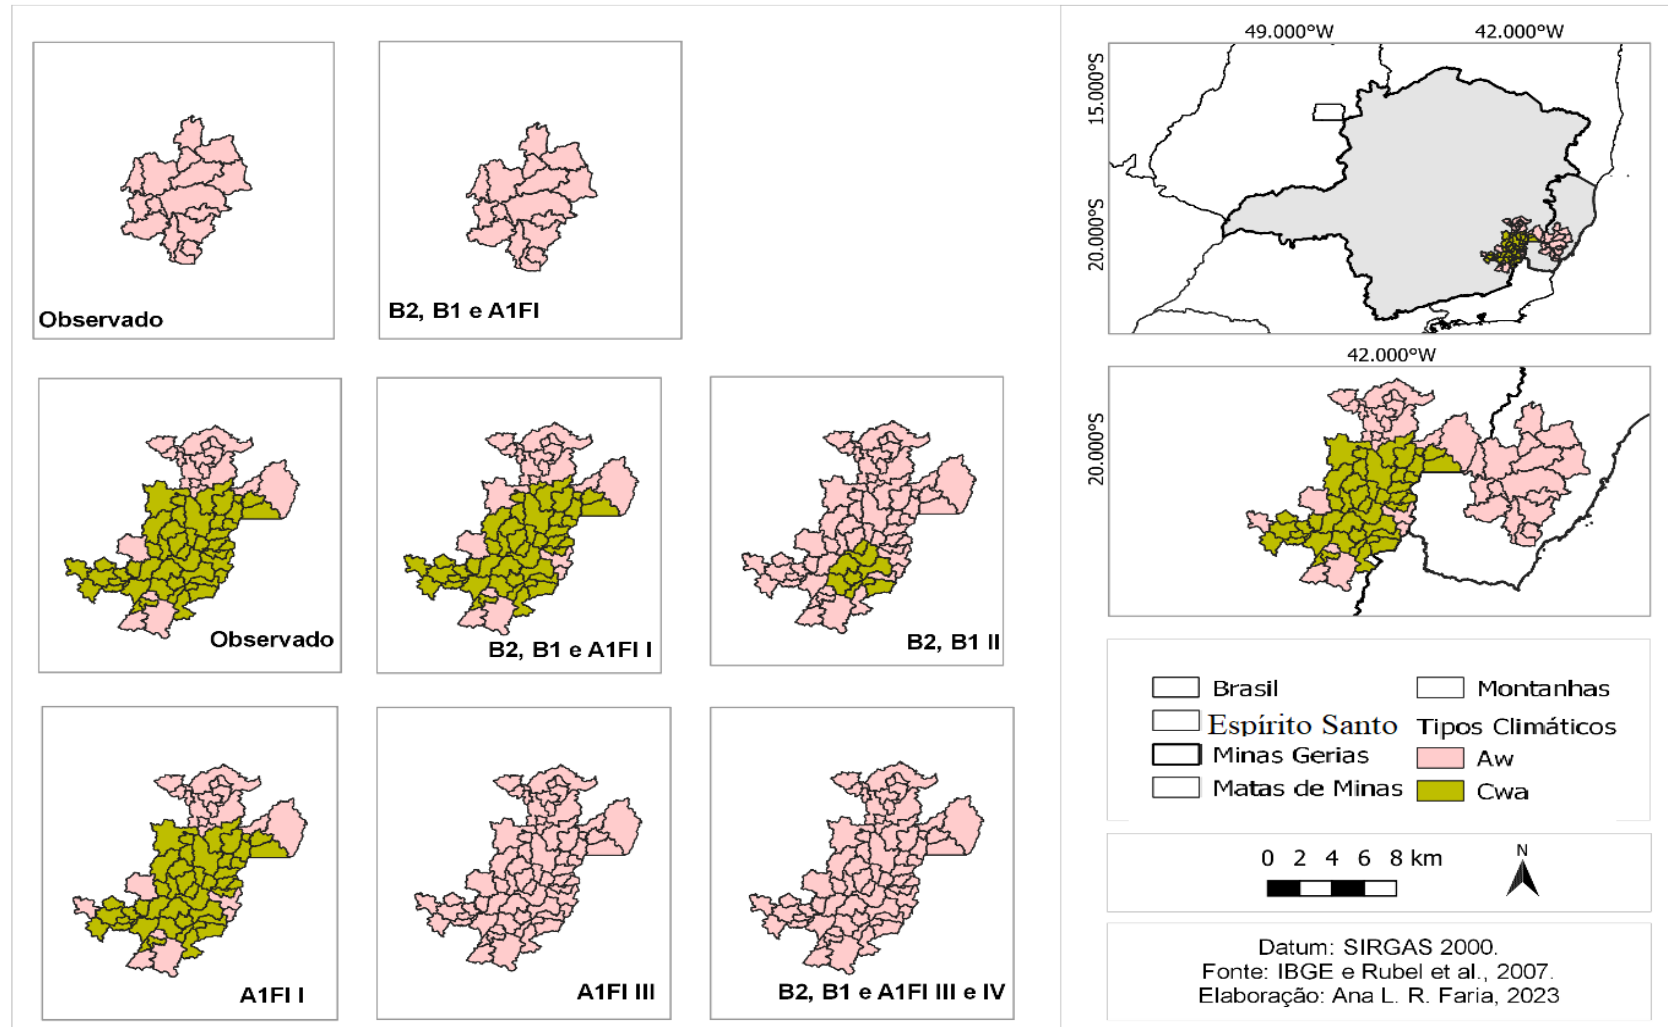 Observado
B2, B1 e A1FI
Observado
B2, B1 e A1FI I
B2, B1 II
A1FI I
A1FI III
B2, B1 e A1FI III e IV
49.000°W 42.000°W
15.000°S
20.000°S
42.000°W
20.000°S
Brasil
Espírito Santo
Minas Gerias
Matas de Minas
Montanhas
Tipos Climáticos
Aw
Cwa
0 2 4 6 8 km
N
Datum: SIRGAS 2000.
Fonte: IBGE e Rubel et al., 2007.
Elaboração: Ana L. R. Faria, 2023